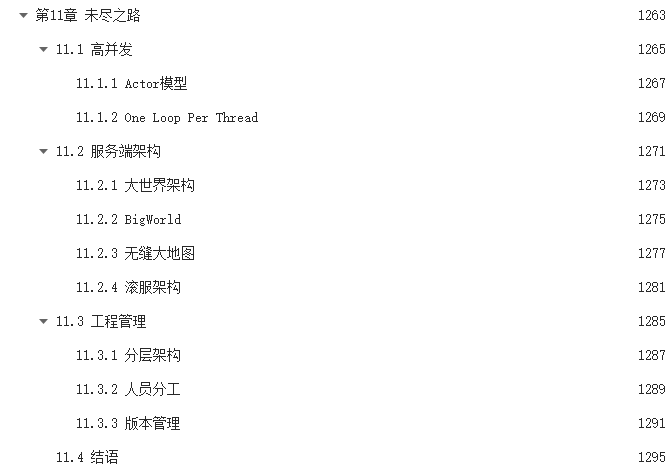 第11章 未尽之路 1263
11.1 高并发 1265
11.1.1 Actor模型 1267
11.1.2 One Loop Per Thread 1269
11.2 服务端架构 1271
11.2.1 大世界架构 1273
11.2.2 BigWorld 1275
11.2.3 无缝大地图 1277
11.2.4 滚服架构 1281
11.3 工程管理 1285
11.3.1 分层架构 1287
11.3.2 人员分工 1289
11.3.3 版本管理 1291
11.4 结语 1295